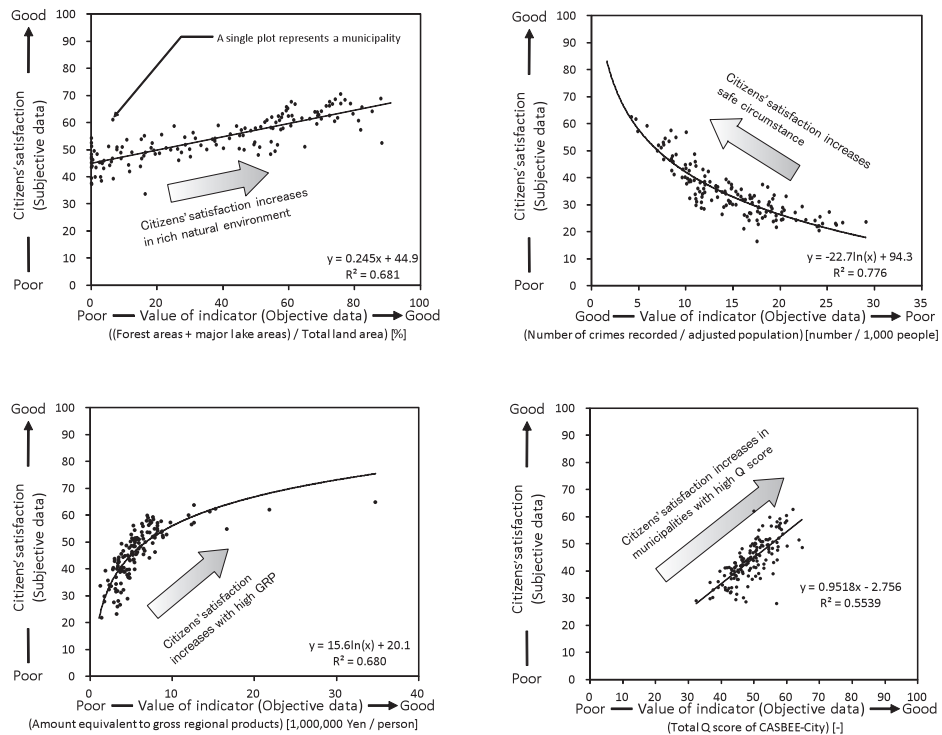 Good
Citizens' satisfaction
(Subjective data)
Poor
100
90
80
70
60
50
40
30
20
10
0
A single plot represents a municipality
Citizens' satisfaction increases
in rich natural environment
y = 0.245x + 44.9
R² = 0.681
0 20 40 60 80 100
Poor Value of indicator (Objective data) Good
((Forest areas + major lake areas) / Total land area) [%]
Good
Citizens' satisfaction
(Subjective data)
Poor
100
90
80
70
60
50
40
30
20
10
0
Citizens' satisfaction increases
safe circumstance
y = -22.7ln(x) + 94.3
R² = 0.776
0 5 10 15 20 25 30 35
Good Value of indicator (Objective data) Poor
(Number of crimes recorded / adjusted population) [number / 1,000 people]
Good
Citizens' satisfaction
(Subjective data)
Poor
100
90
80
70
60
50
40
30
20
10
0
Citizens' satisfaction
increases with high GRP
y = 15.6ln(x) + 20.1
R² = 0.680
0 10 20 30 40
Poor Value of indicator (Objective data) Good
(Amount equivalent to gross regional products) [1,000,000 Yen / person]
Good
Citizens' satisfaction
(Subjective data)
Poor
100
90
80
70
60
50
40
30
20
10
0
Citizens' satisfaction increases in
municipalities with high Q score
y = 0.9518x - 2.756
R² = 0.5539
0 10 20 30 40 50 60 70 80 90 100
Poor Value of indicator (Objective data) Good
(Total Q score of CASBEE-City) [-]